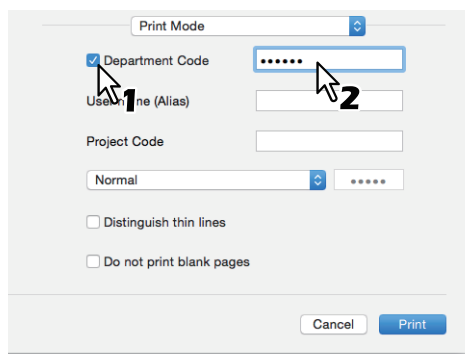 Print Mode
Department Code ••••••
1 2
(Alias)
Project Code
Normal •••••
Distinguish thin lines
Do not print blank pages
Cancel Print